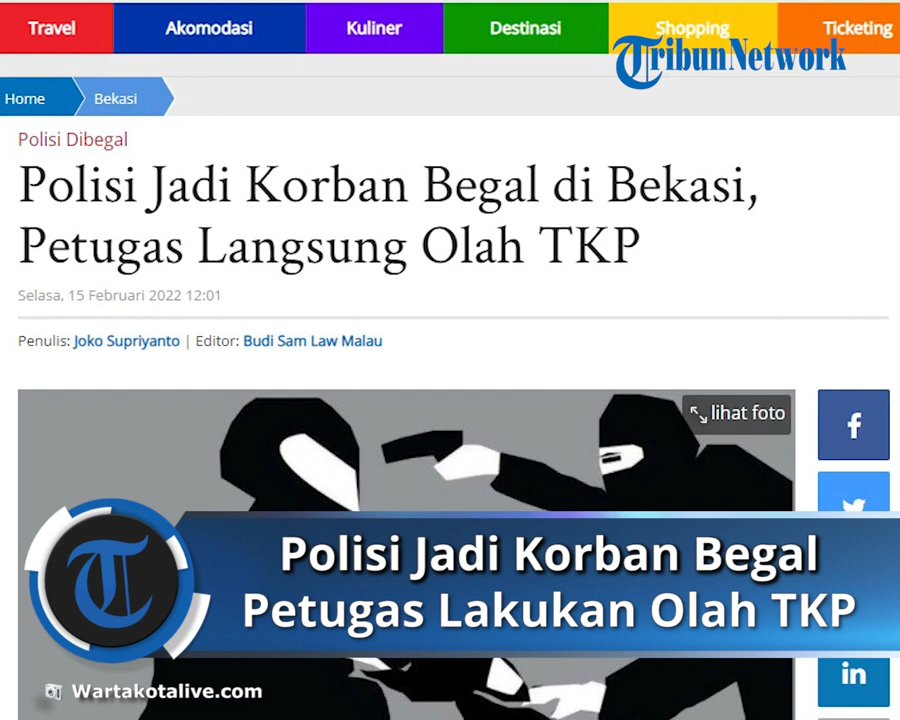 Travel Akomodasi Kuliner Destinasi Shopping Ticketing
TribunNetwork
Home Bekasi
Polisi Dibegal
Polisi Jadi Korban Begal di Bekasi,
Petugas Langsung Olah TKP
Selasa, 15 Februari 2022 12:01
Penulis: Joko Supriyanto | Editor: Budi Sam Law Malau
lihat foto
f
T
Polisi Jadi Korban Begal
Petugas Lakukan Olah TKP
in
Wartakotalive.com